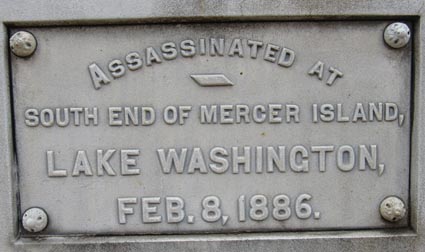 ASSASSINATED AT
SOUTH END OF MERCER ISLAND,
LAKE WASHINGTON,
FEB. 8, 1886.